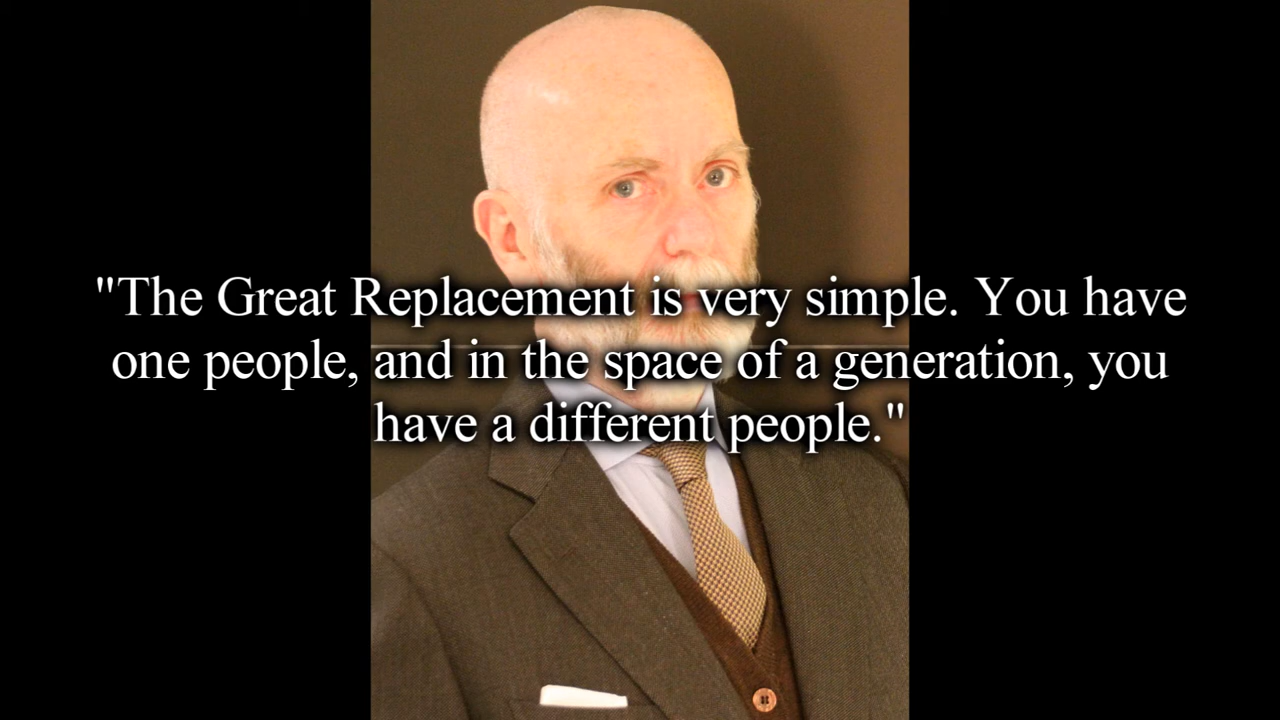 "The Great Replacement is very simple. You have
one people, and in the space of a generation, you
have a different people."